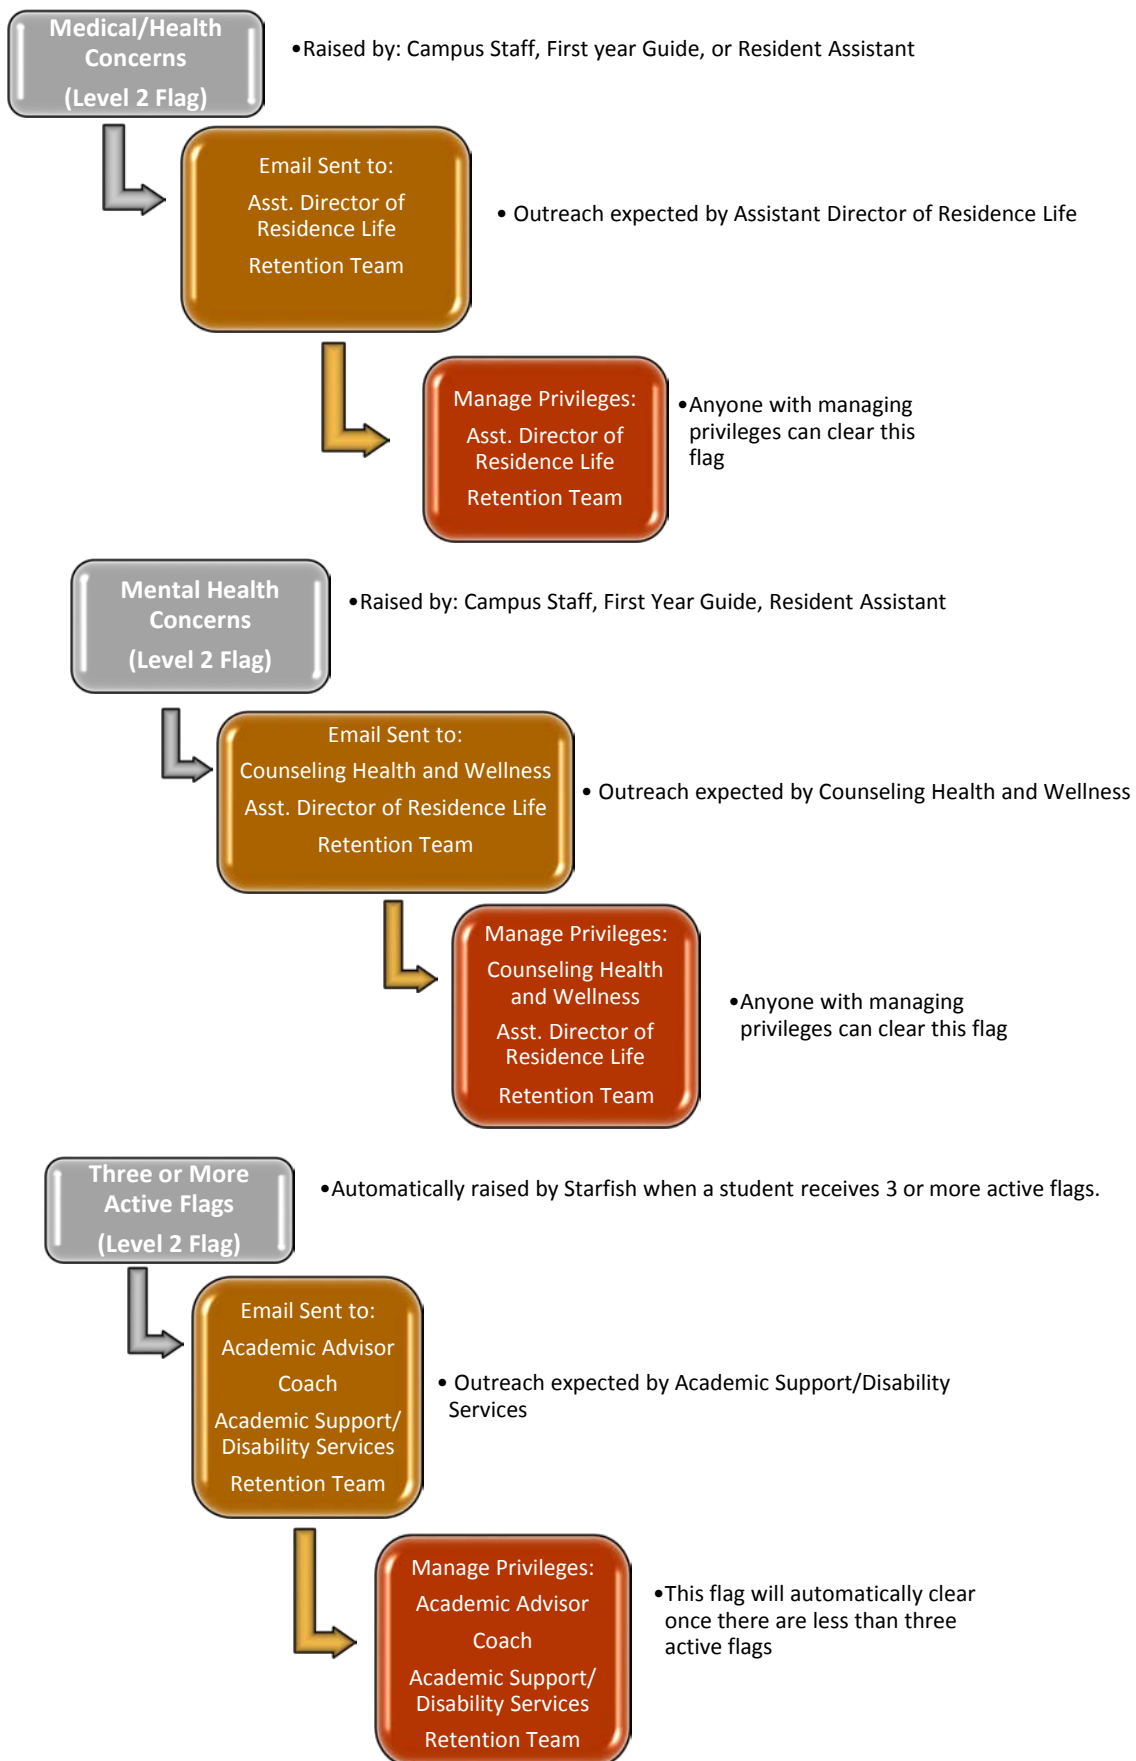 Medical/Health
Concerns
(Level 2 Flag)
•Raised by: Campus Staff, First year Guide, or Resident Assistant
Email Sent to:
Asst. Director of
Residence Life
Retention Team
• Outreach expected by Assistant Director of Residence Life
Manage Privileges:
Asst. Director of
Residence Life
Retention Team
•Anyone with managing
privileges can clear this
flag
Mental Health
Concerns
(Level 2 Flag)
•Raised by: Campus Staff, First Year Guide, Resident Assistant
Email Sent to:
Counseling Health and Wellness
Asst. Director of Residence Life
Retention Team
• Outreach expected by Counseling Health and Wellness
Manage Privileges:
Counseling Health
and Wellness
Asst. Director of
Residence Life
Retention Team
•Anyone with managing
privileges can clear this flag
Three or More
Active Flags
(Level 2 Flag)
•Automatically raised by Starfish when a student receives 3 or more active flags.
Email Sent to:
Academic Advisor
Coach
Academic Support/
Disability Services
Retention Team
• Outreach expected by Academic Support/Disability
Services
Manage Privileges:
Academic Advisor
Coach
Academic Support/
Disability Services
Retention Team
•This flag will automatically clear
once there are less than three
active flags